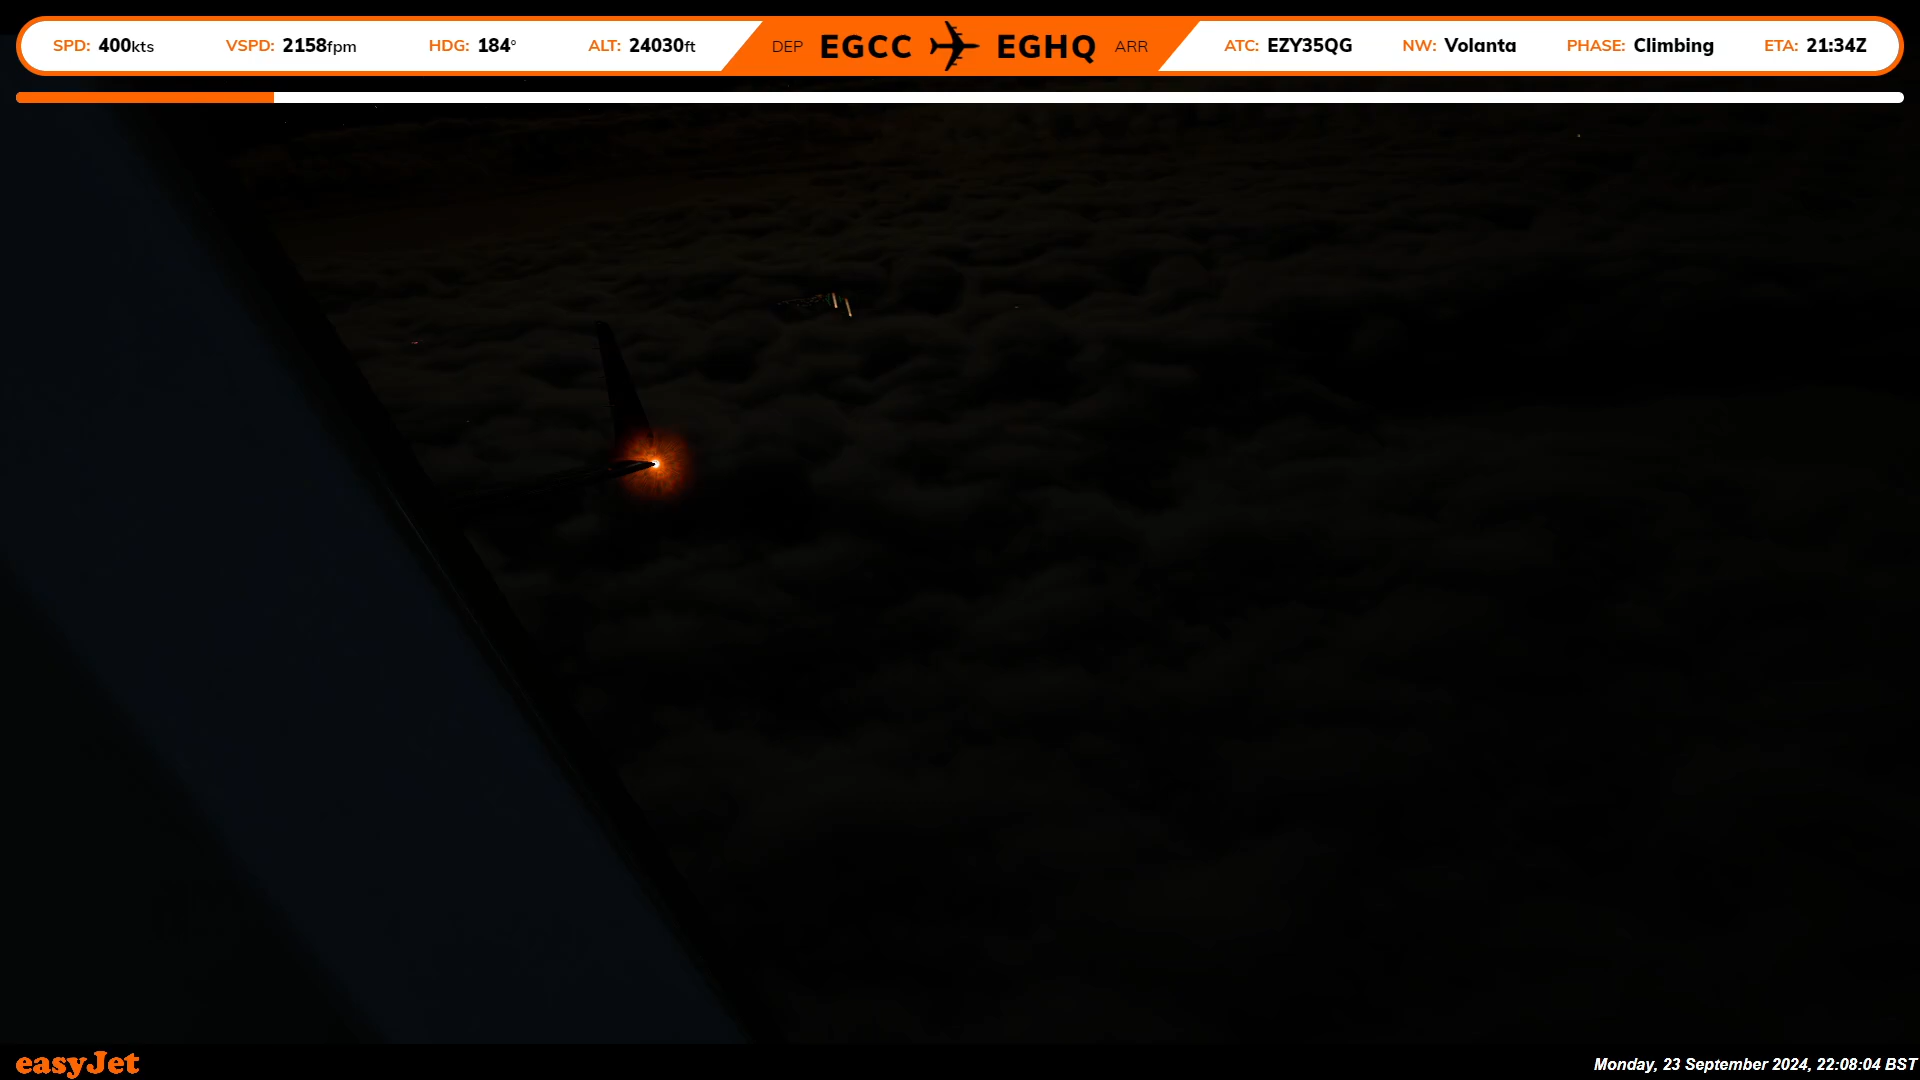 SPD: 400kts VSPD: 2158fpm HDG: 184° ALT: 24030ft DEP EGCC EGHQ ARR ATC: EZY35QG NW: Volanta PHASE: Climbing ETA: 21:34Z
easyJet
Monday, 23 September 2024, 22:08:04 BST